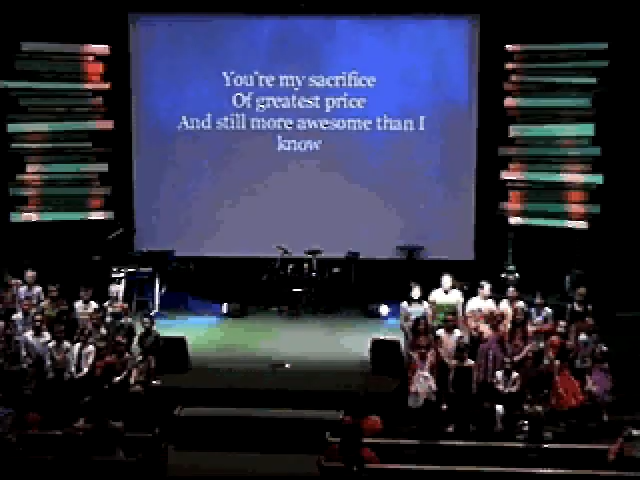 You're my sacrifice
Of greatest price
And still more awesome than I
know